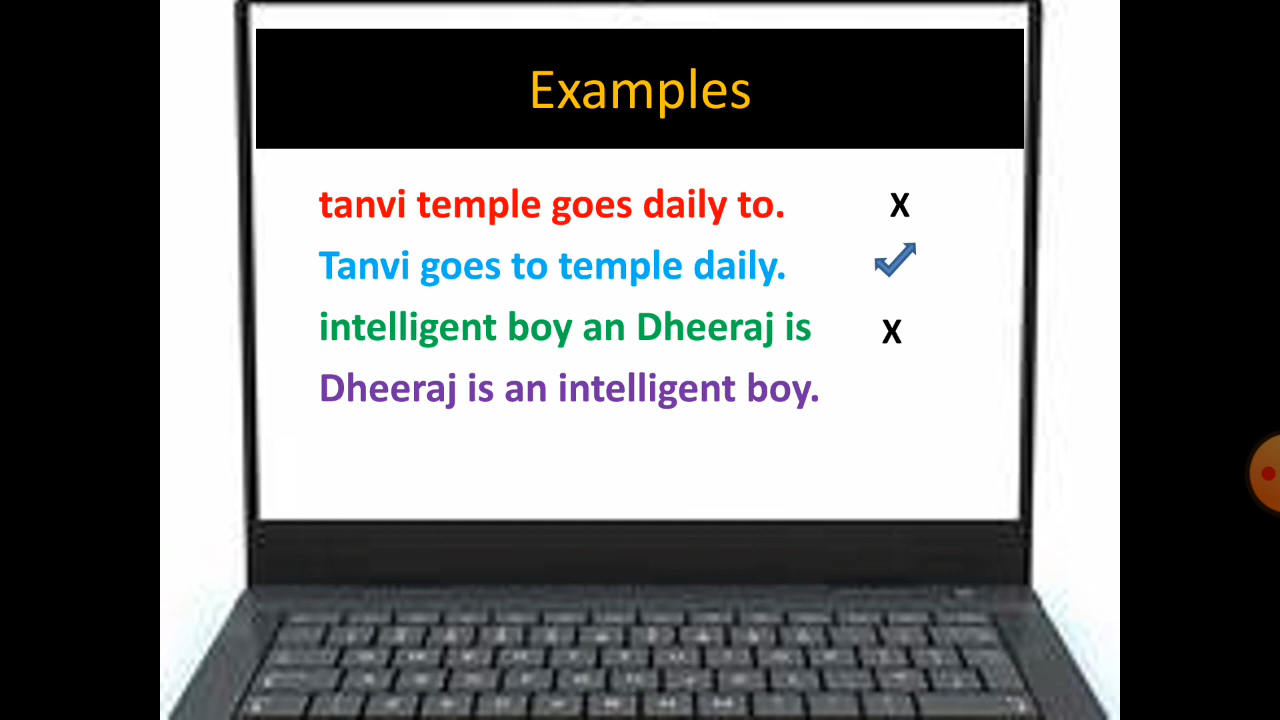 Examples
tanvi temple goes daily to. X
Tanvi goes to temple daily.
intelligent boy an Dheeraj is X
Dheeraj is an intelligent boy.